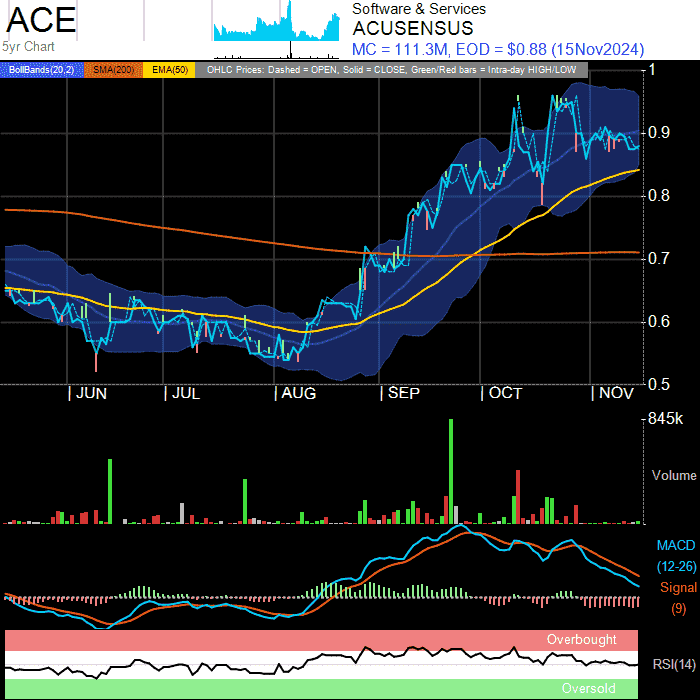 ACE
5yr Chart
Software & Services
ACUSENSUS
MC = 111.3M, EOD = $0.88 (15Nov2024)
BollBands(20,2) SMA(200) EMA(50) OHLC Prices: Dashed = OPEN, Solid = CLOSE, Green/Red bars = Intra-day HIGH/LOW
1
0.9
0.8
0.7
0.6
0.5
| JUN | JUL | AUG | SEP | OCT | NOV
845k
Volume
MACD
(12-26)
Signal
(9)
Overbought
RSI(14)
Oversold